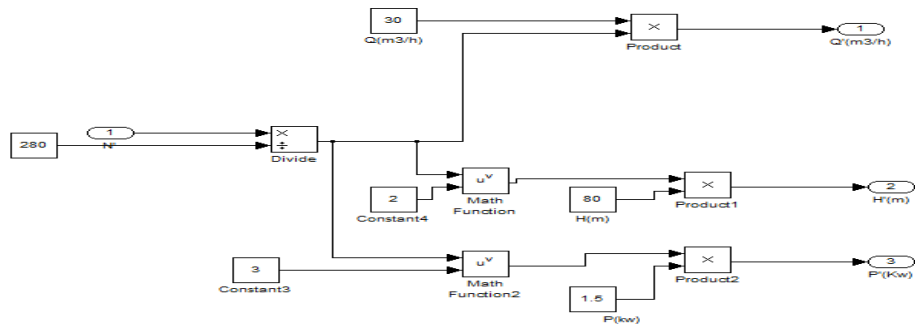 30
Q(m3/h)
×
Product
1
Q'(m3/h)
280
1
N'
×
÷
Divide
2
Constant4
u^v
Math
Function
80
H(m)
×
Product1
2
H'(m)
3
Constant3
u^v
Math
Function2
1.5
P(kw)
×
Product2
3
P'(Kw)